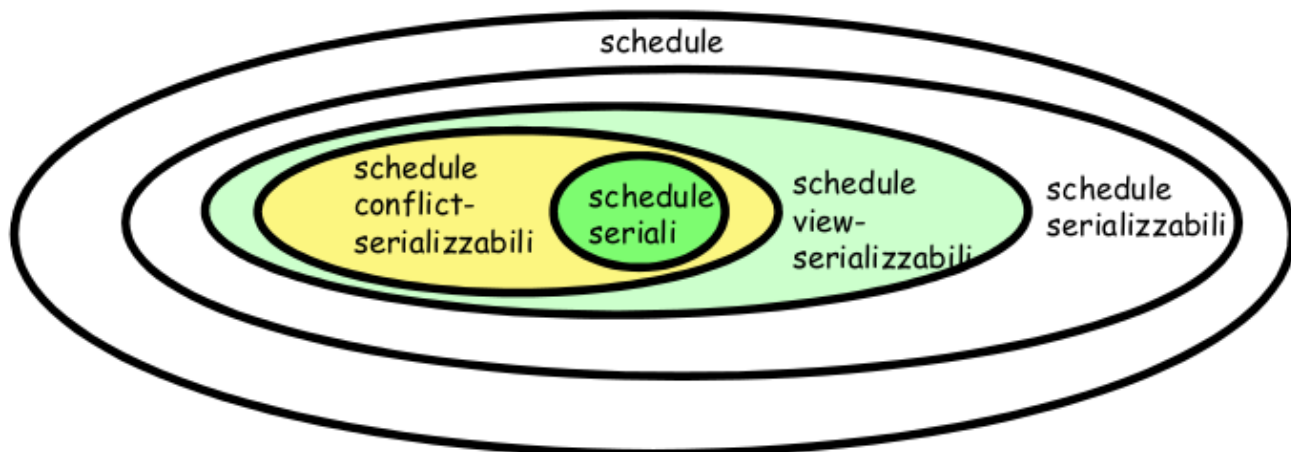 schedule
schedule
conflict-
serializzabili
schedule
seriali
schedule
view-
serializzabili
schedule
serializzabili